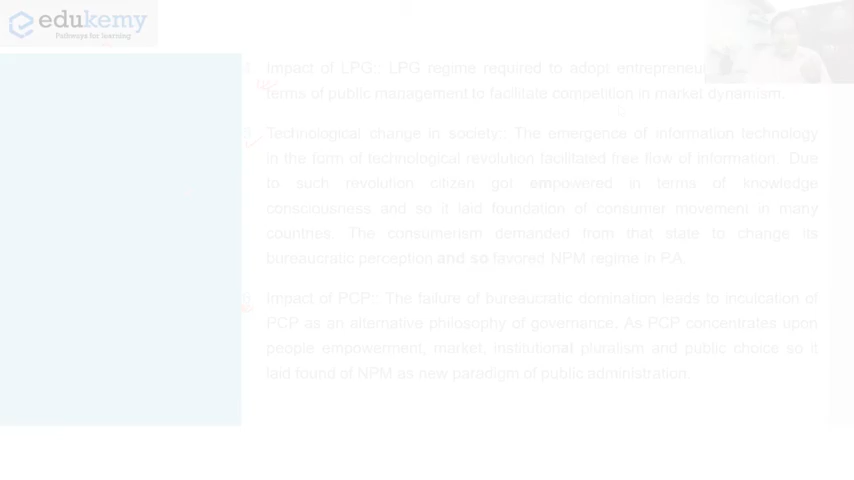 edukemy
Pathways for learning
Impact of LPG:: LPG regime required to adopt
terms of public management to facilitate competition in market dynamism.
Technological change in society:: The emergence of information technology
in the form of technological revolution facilitated free flow of information. Due
to such revolution citizen got empowered in terms of knowledge
consciousness and so it laid foundation of consumer movement in many
countries. The consumerism demanded from that state to change its
bureaucratic perception and so favored NPM regime in P.A.
Impact of PCP:: The failure of bureaucratic domination leads to inculcation of
PCP as an alternative philosophy of governance. As PCP concentrates upon
people empowerment, market, institutional pluralism and public choice so it
laid found of NPM as new paradigm of public administration.